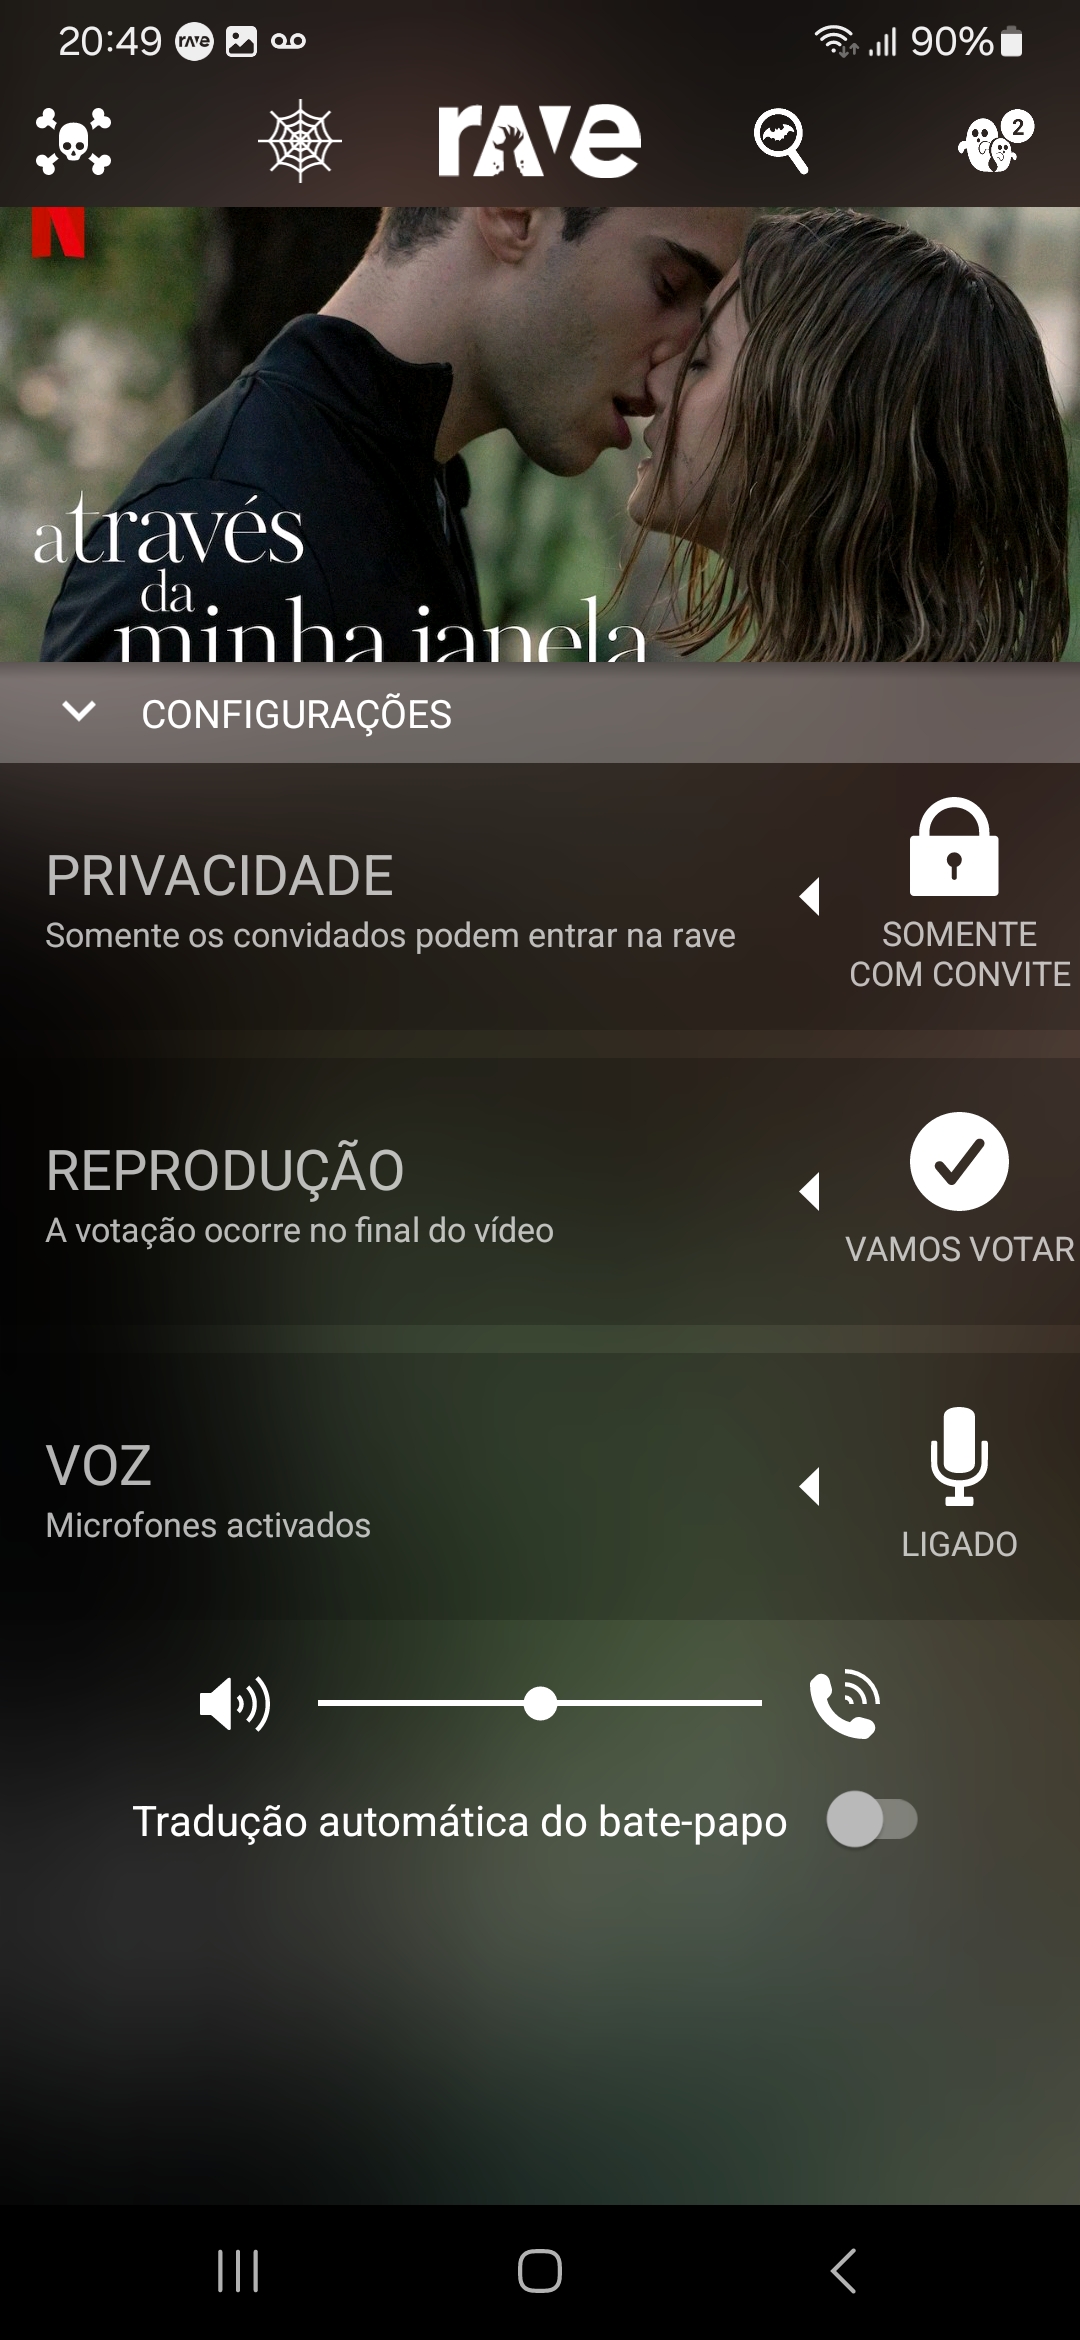 20:49 rave 90%
rave
2
N
através
da
minha janela
CONFIGURAÇÕES
PRIVACIDADE
Somente os convidados podem entrar na rave
SOMENTE
COM CONVITE
REPRODUÇÃO
A votação ocorre no final do vídeo
VAMOS VOTAR
VOZ
Microfones activados
LIGADO
Tradução automática do bate-papo